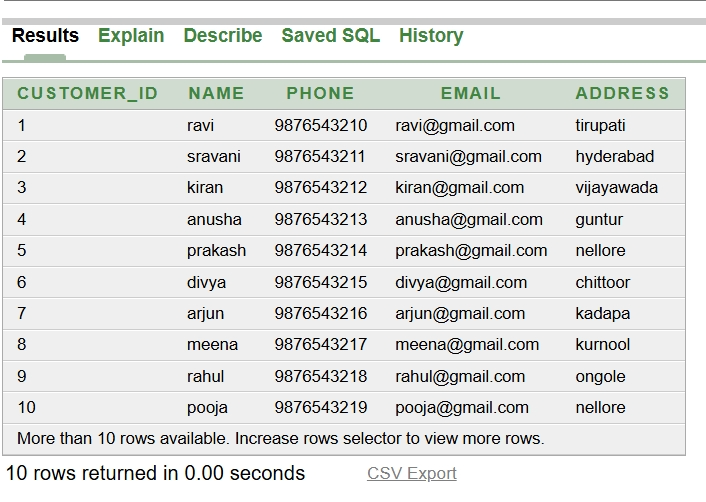 Results Explain Describe Saved SQL History
CUSTOMER_ID NAME PHONE EMAIL ADDRESS
1 ravi 9876543210 ravi@gmail.com tirupati
2 sravani 9876543211 sravani@gmail.com hyderabad
3 kiran 9876543212 kiran@gmail.com vijayawada
4 anusha 9876543213 anusha@gmail.com guntur
5 prakash 9876543214 prakash@gmail.com nellore
6 divya 9876543215 divya@gmail.com chittoor
7 arjun 9876543216 arjun@gmail.com kadapa
8 meena 9876543217 meena@gmail.com kurnool
9 rahul 9876543218 rahul@gmail.com ongole
10 pooja 9876543219 pooja@gmail.com nellore
More than 10 rows available. Increase rows selector to view more rows.
10 rows returned in 0.00 seconds CSV Export